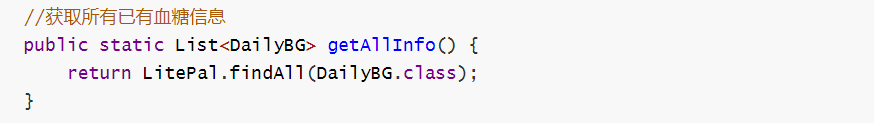 //获取所有已有血糖信息
public static List<DailyBG> getAllInfo() {
    return LitePal.findAll(DailyBG.class);
}